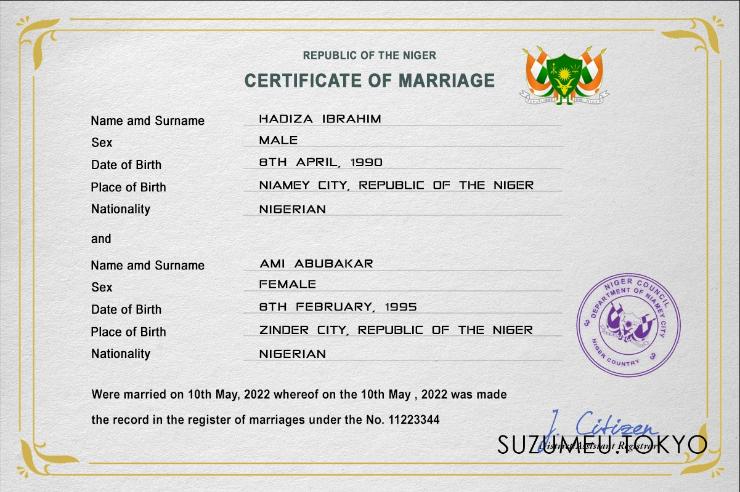 REPUBLIC OF THE NIGER
CERTIFICATE OF MARRIAGE
Name amd Surname HADIZA IBRAHIM
Sex MALE
Date of Birth 8TH APRIL, 1990
Place of Birth NIAMEY CITY, REPUBLIC OF THE NIGER
Nationality NIGERIAN
and
Name amd Surname AMI ABUBAKAR
Sex FEMALE
Date of Birth 8TH FEBRUARY, 1995
Place of Birth ZINDER CITY, REPUBLIC OF THE NIGER
Nationality NIGERIAN
NIGER COUNCIL
DEPARTMENT OF NIAMEY CITY
NIGER COUNTRY
Were married on 10th May, 2022 whereof on the 10th May , 2022 was made
the record in the register of marriages under the No. 11223344
J. Citizen
Registrar
SUZUMEU.TOKYO